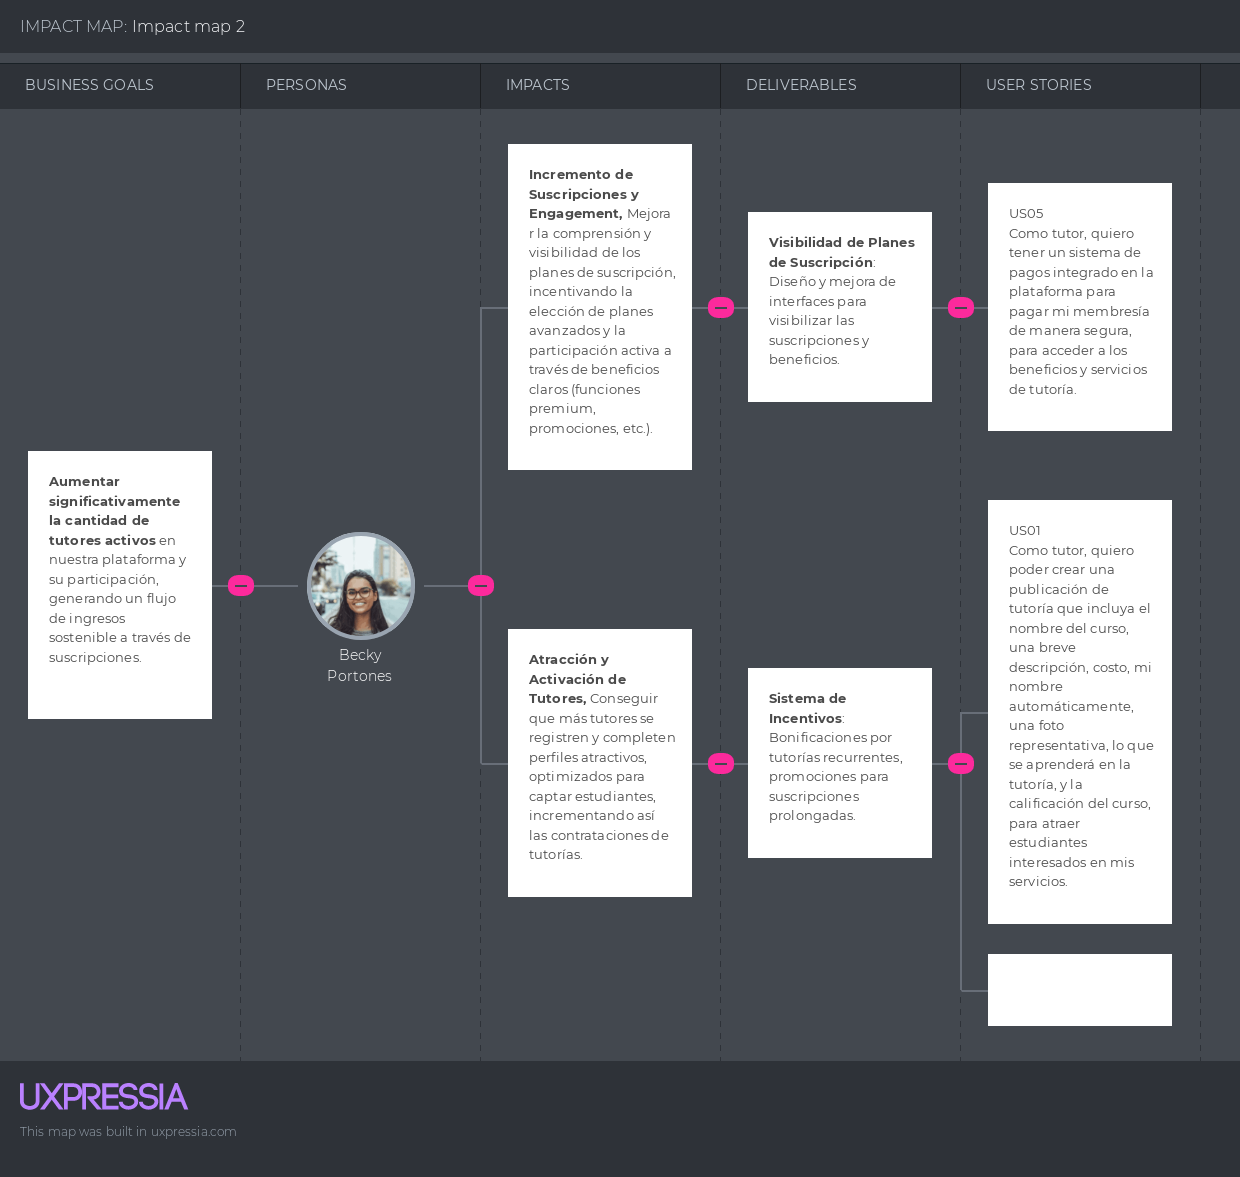 IMPACT MAP: Impact map 2
BUSINESS GOALS
PERSONAS
IMPACTS
DELIVERABLES
USER STORIES
Aumentar
significativamente
la cantidad de
tutores activos en
nuestra plataforma y
su participación,
generando un flujo
de ingresos
sostenible a través de
suscripciones.
Becky
Portones
Incremento de
Suscripciones y
Engagement, Mejora
r la comprensión y
visibilidad de los
planes de suscripción,
incentivando la
elección de planes
avanzados y la
participación activa a
través de beneficios
claros (funciones
premium,
promociones, etc.).
Visibilidad de Planes
de Suscripción:
Diseño y mejora de
interfaces para
visibilizar las
suscripciones y
beneficios.
US05
Como tutor, quiero
tener un sistema de
pagos integrado en la
plataforma para
pagar mi membresía
de manera segura,
para acceder a los
beneficios y servicios
de tutoría.
Atracción y
Activación de
Tutores, Conseguir
que más tutores se
registren y completen
perfiles atractivos,
optimizados para
captar estudiantes,
incrementando así
las contrataciones de
tutorías.
Sistema de
Incentivos:
Bonificaciones por
tutorías recurrentes,
promociones para
suscripciones
prolongadas.
US01
Como tutor, quiero
poder crear una
publicación de
tutoría que incluya el
nombre del curso,
una breve
descripción, costo, mi
nombre
automáticamente,
una foto
representativa, lo que
se aprenderá en la
tutoría, y la
calificación del curso,
para atraer
estudiantes
interesados en mis
servicios.
UXPRESSIA
This map was built in uxpressia.com